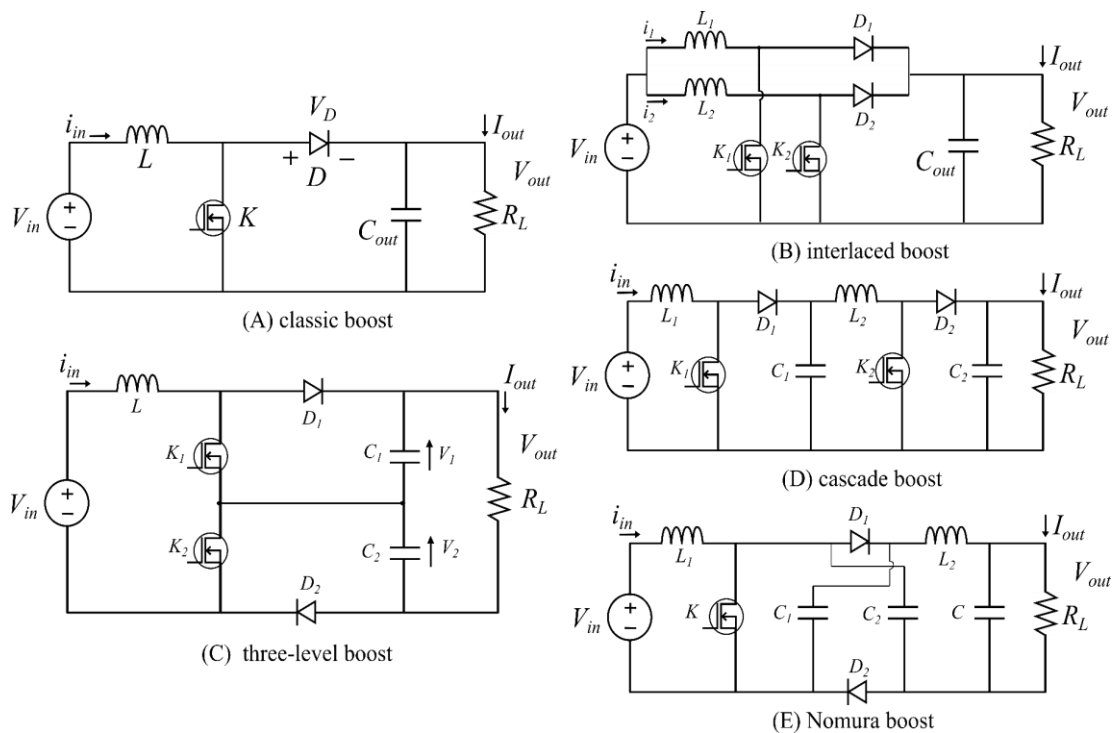 V_D
i_in
L
+ D −
I_out
V_out
V_in
K
C_out
R_L
(A) classic boost
i_1
L_1
D_1
I_out
i_2
L_2
D_2
V_out
V_in
K_1
K_2
C_out
R_L
(B) interlaced boost
i_in
L
D_1
I_out
V_out
K_1
C_1
V_1
V_in
R_L
K_2
C_2
V_2
D_2
(C) three-level boost
i_in
L_1
D_1
L_2
D_2
I_out
V_out
V_in
K_1
C_1
K_2
C_2
R_L
(D) cascade boost
i_in
L_1
D_1
L_2
I_out
V_out
V_in
K
C_1
C_2
C
R_L
D_2
(E) Nomura boost